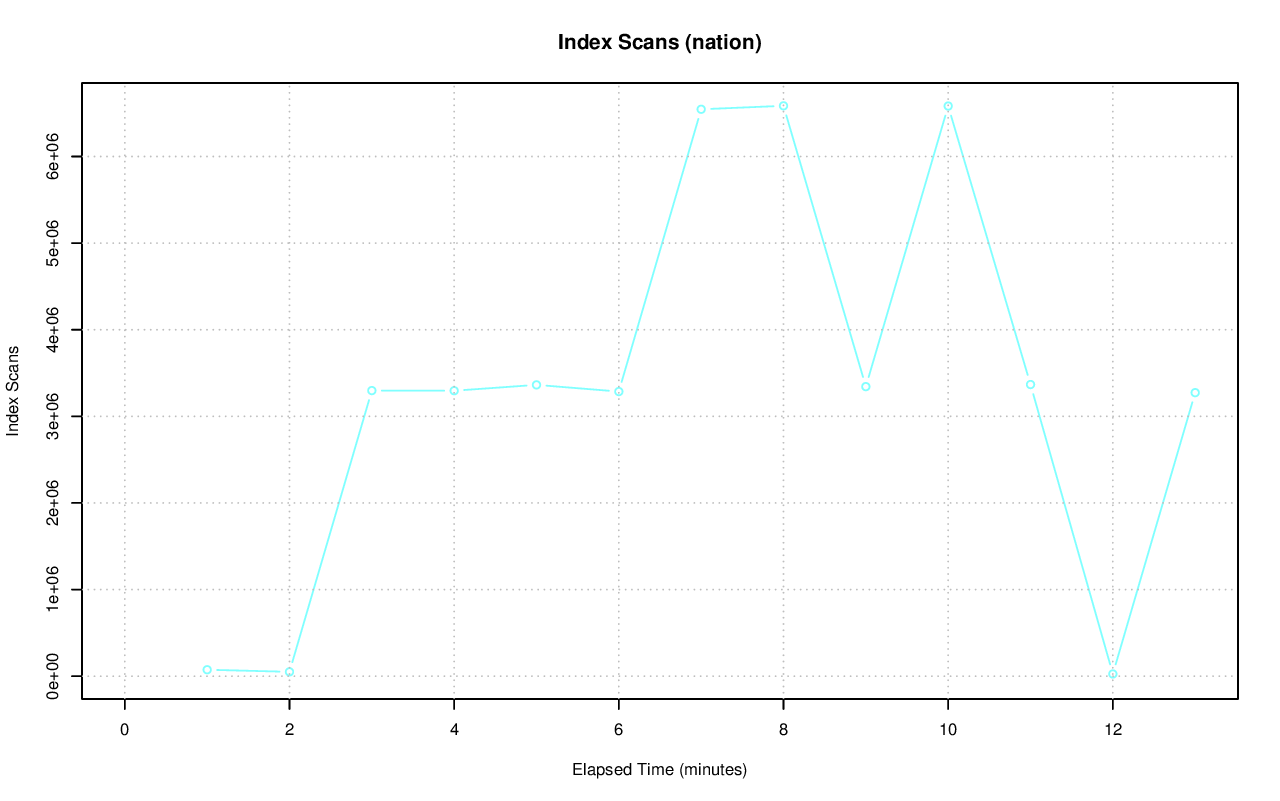 Index Scans (nation)
6e+06
5e+06
4e+06
3e+06
2e+06
1e+06
0e+00
Index Scans
0 2 4 6 8 10 12
Elapsed Time (minutes)